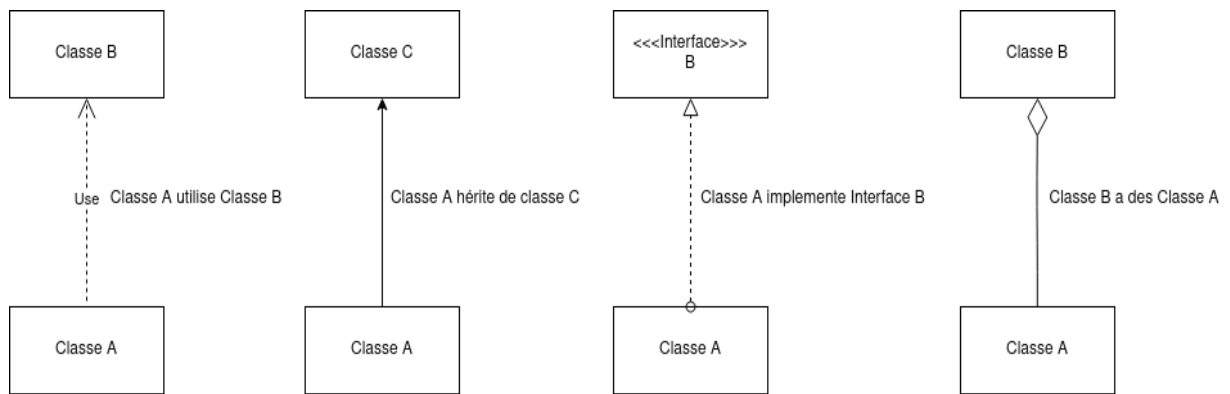 Classe B
Classe C
<<<Interface>>>
B
Classe B
Use
Classe A utilise Classe B
Classe A hérite de classe C
Classe A implemente Interface B
Classe B a des Classe A
Classe A
Classe A
Classe A
Classe A